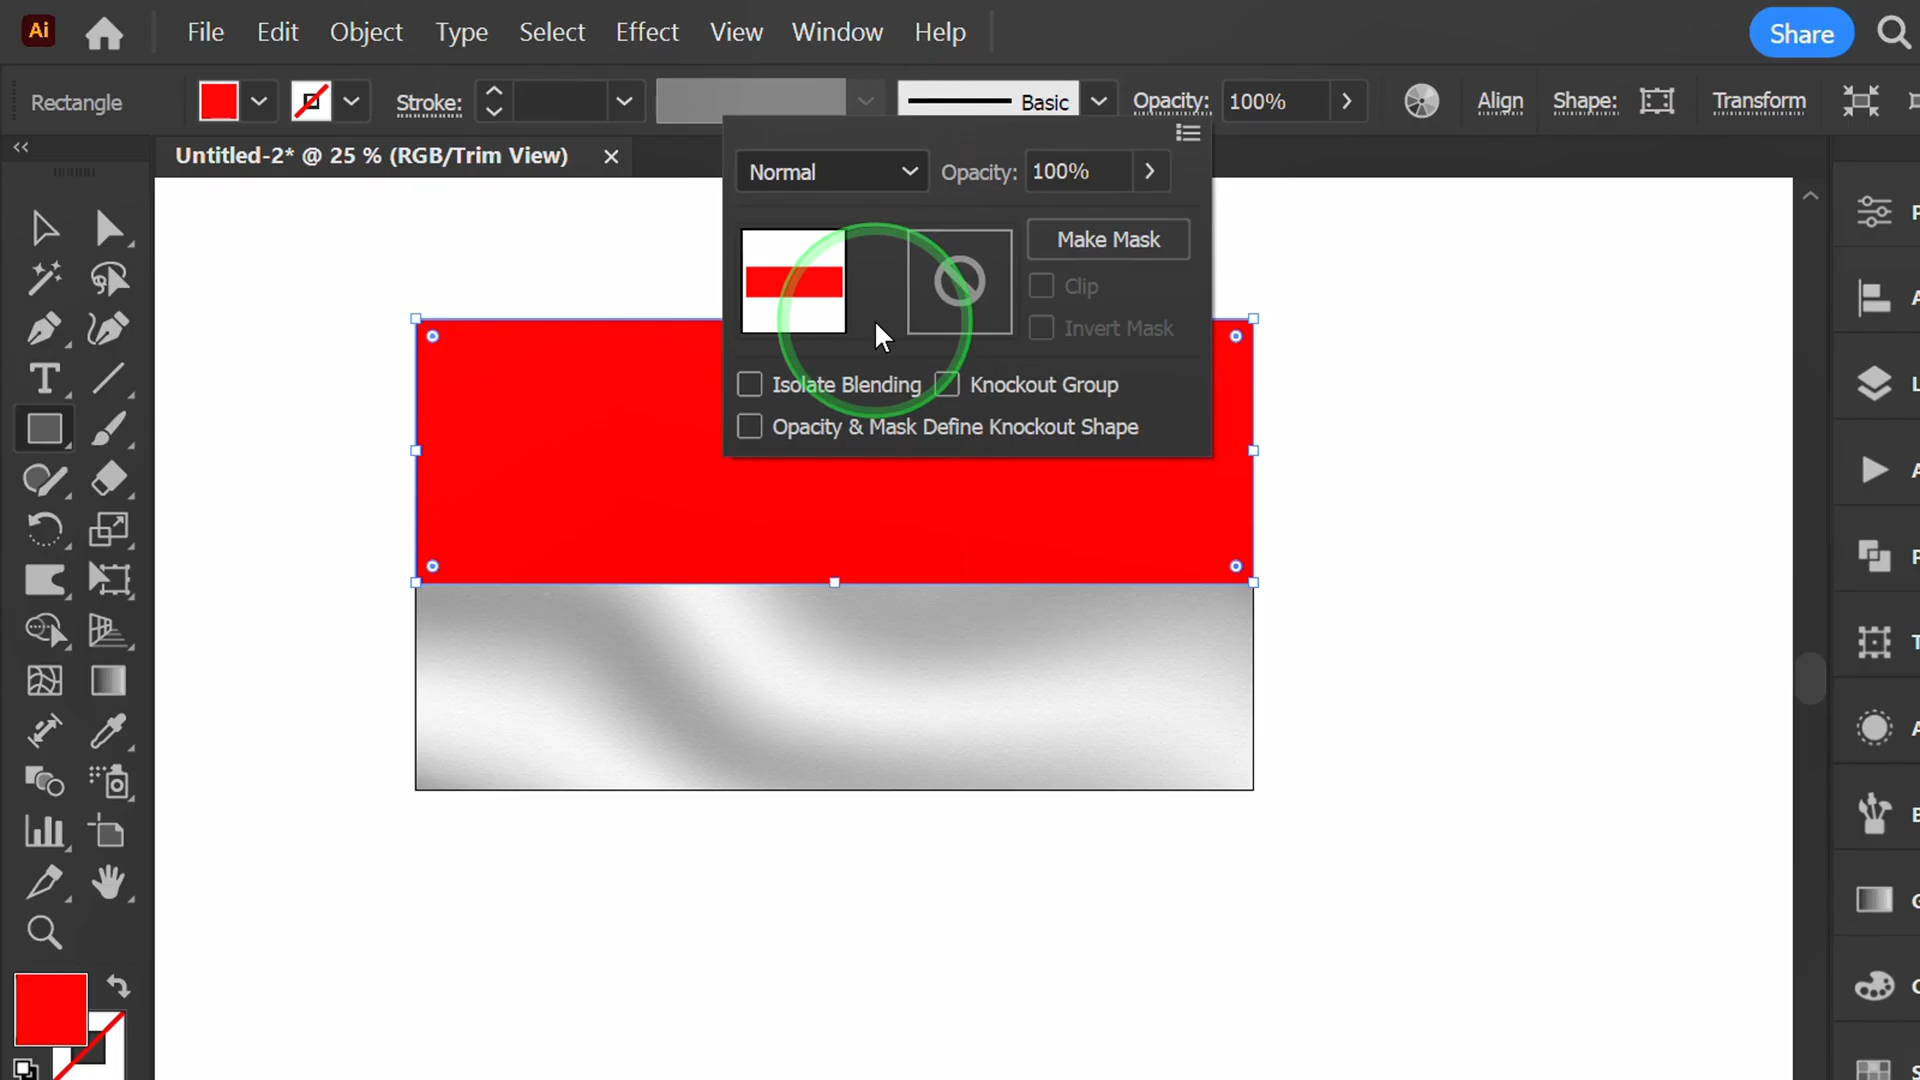 Ai File Edit Object Type Select Effect View Window Help Share
Rectangle Stroke: Basic Opacity: 100% Align Shape: Transform
Untitled-2* @ 25 % (RGB/Trim View)
Normal Opacity: 100%
Make Mask
Clip
Invert Mask
Isolate Blending Knockout Group
Opacity & Mask Define Knockout Shape
P
A
L
A
P
T
A
B
G
C
S